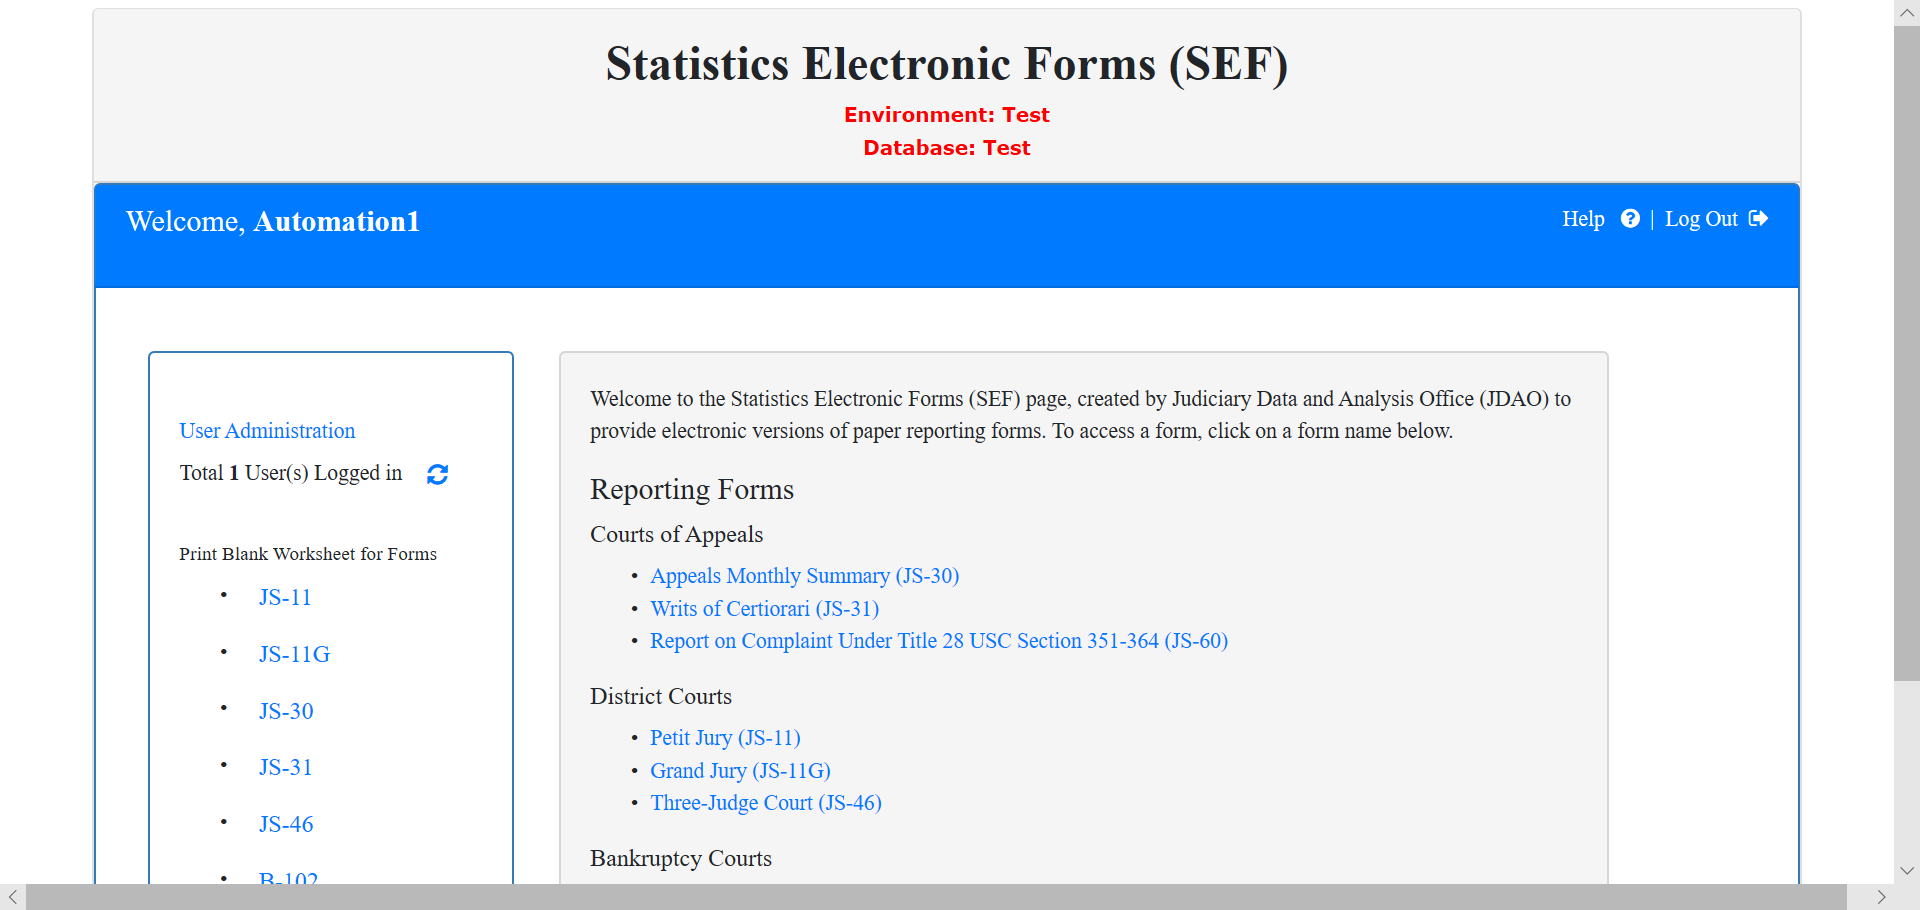 Statistics Electronic Forms (SEF)
Environment: Test
Database: Test
Welcome, Automation1
Help | Log Out
User Administration
Total 1 User(s) Logged in
Print Blank Worksheet for Forms
• JS-11
• JS-11G
• JS-30
• JS-31
• JS-46
• B-102
Welcome to the Statistics Electronic Forms (SEF) page, created by Judiciary Data and Analysis Office (JDAO) to
provide electronic versions of paper reporting forms. To access a form, click on a form name below.
Reporting Forms
Courts of Appeals
• Appeals Monthly Summary (JS-30)
• Writs of Certiorari (JS-31)
• Report on Complaint Under Title 28 USC Section 351-364 (JS-60)
District Courts
• Petit Jury (JS-11)
• Grand Jury (JS-11G)
• Three-Judge Court (JS-46)
Bankruptcy Courts